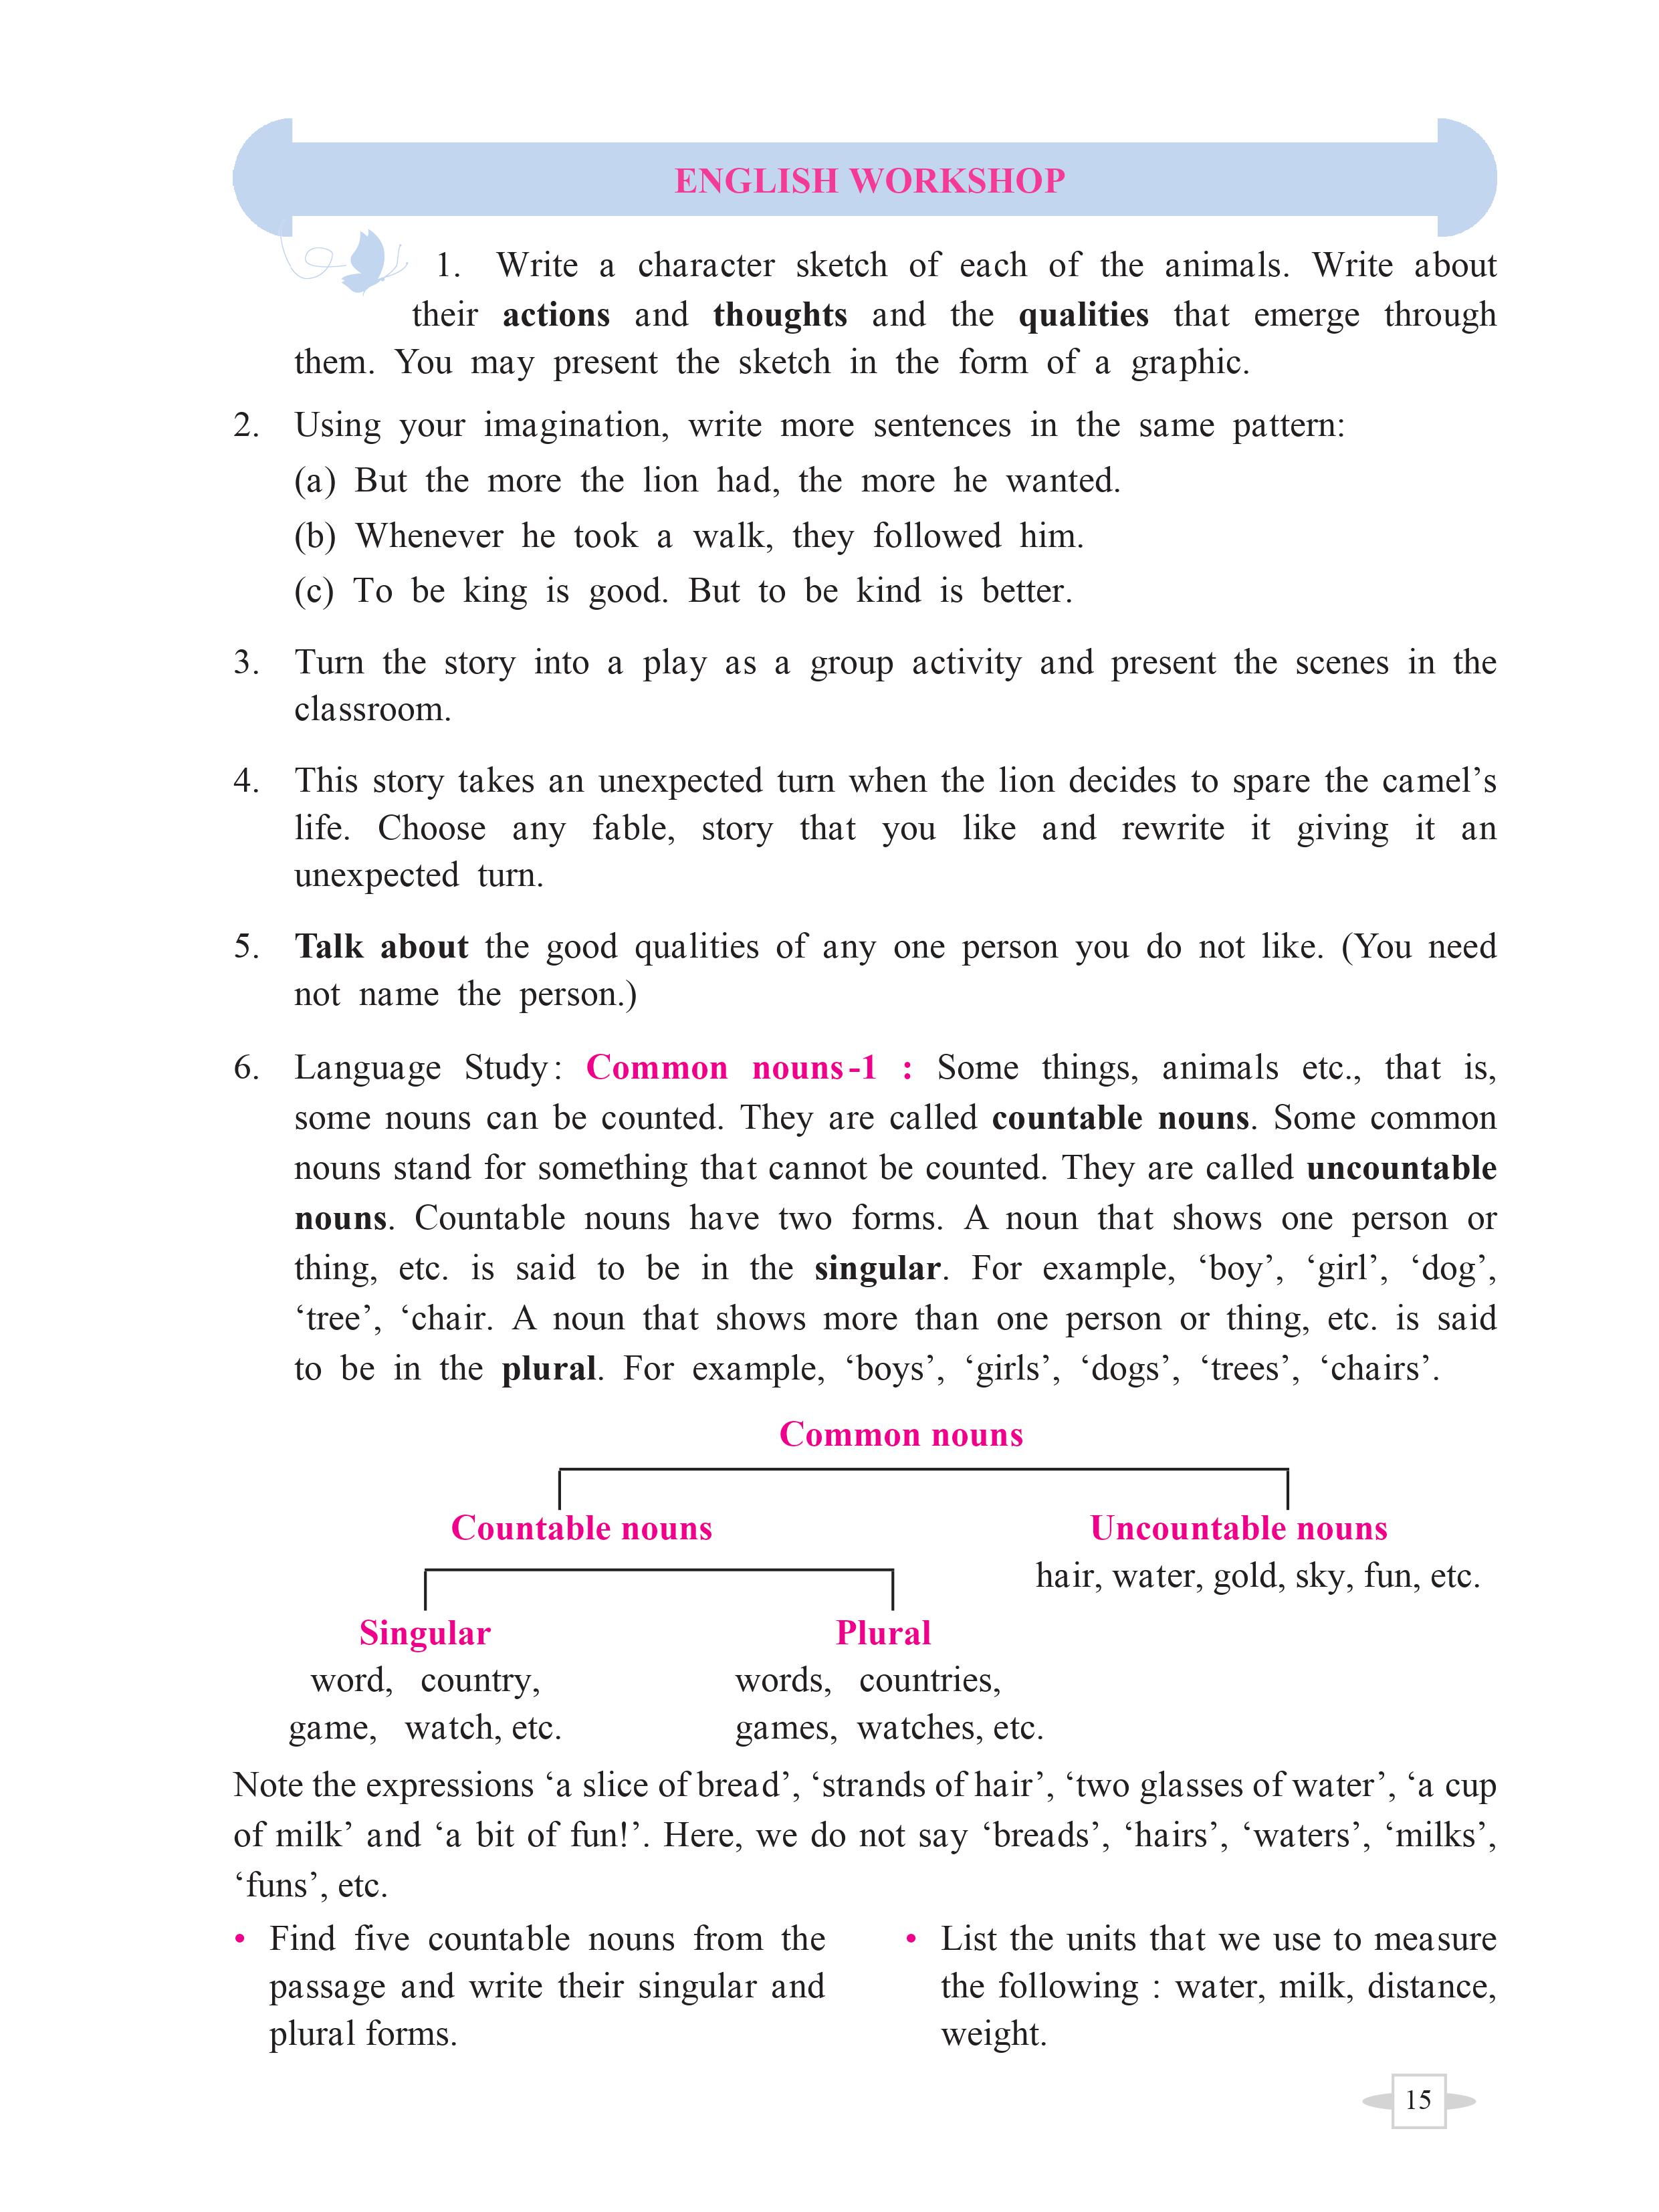 ENGLISH WORKSHOP
1. Write a character sketch of each of the animals. Write about
their actions and thoughts and the qualities that emerge through
them. You may present the sketch in the form of a graphic.
2. Using your imagination, write more sentences in the same pattern:
(a) But the more the lion had, the more he wanted.
(b) Whenever he took a walk, they followed him.
(c) To be king is good. But to be kind is better.
3. Turn the story into a play as a group activity and present the scenes in the
classroom.
4. This story takes an unexpected turn when the lion decides to spare the camel’s
life. Choose any fable, story that you like and rewrite it giving it an
unexpected turn.
5. Talk about the good qualities of any one person you do not like. (You need
not name the person.)
6. Language Study: Common nouns-1 : Some things, animals etc., that is,
some nouns can be counted. They are called countable nouns. Some common
nouns stand for something that cannot be counted. They are called uncountable
nouns. Countable nouns have two forms. A noun that shows one person or
thing, etc. is said to be in the singular. For example, ‘boy’, ‘girl’, ‘dog’,
‘tree’, ‘chair. A noun that shows more than one person or thing, etc. is said
to be in the plural. For example, ‘boys’, ‘girls’, ‘dogs’, ‘trees’, ‘chairs’.
Common nouns
Countable nouns Uncountable nouns
hair, water, gold, sky, fun, etc.
Singular Plural
word, country, words, countries,
game, watch, etc. games, watches, etc.
Note the expressions ‘a slice of bread’, ‘strands of hair’, ‘two glasses of water’, ‘a cup
of milk’ and ‘a bit of fun!’. Here, we do not say ‘breads’, ‘hairs’, ‘waters’, ‘milks’,
‘funs’, etc.
• Find five countable nouns from the
passage and write their singular and
plural forms.
• List the units that we use to measure
the following : water, milk, distance,
weight.
15